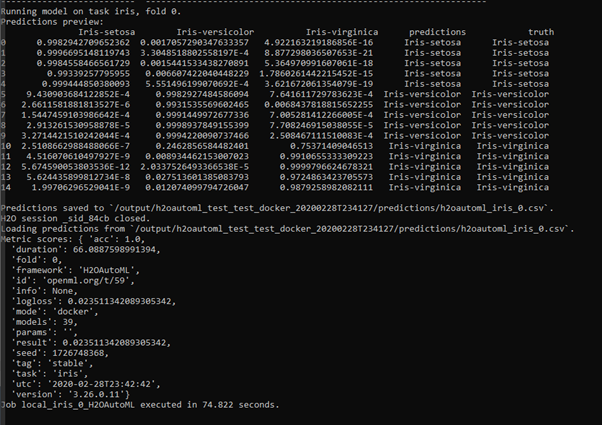 Running model on task iris, fold 0.
Predictions preview:
Iris-setosa Iris-versicolor Iris-virginica predictions truth
0 0.9982942709652362 0.0017057290347633357 4.922163219186856E-16 Iris-setosa Iris-setosa
1 0.9996695148119743 3.3048518802558197E-4 8.877298036507653E-21 Iris-setosa Iris-setosa
2 0.9984558466561729 0.0015441533438270891 5.364970991607061E-18 Iris-setosa Iris-setosa
3 0.99339257795955 0.006607422040448229 1.7860261442215452E-15 Iris-setosa Iris-setosa
4 0.999444850380093 5.551496199070692E-4 3.621672061354079E-19 Iris-setosa Iris-setosa
5 9.430903684122852E-4 0.9982927484586094 7.641611729783623E-4 Iris-versicolor Iris-versicolor
6 2.6611581881813527E-6 0.9931535569602465 0.0068437818815652255 Iris-versicolor Iris-versicolor
7 1.5447459103986642E-4 0.9991449972677336 7.005281412266005E-4 Iris-versicolor Iris-versicolor
8 2.913261530958878E-5 0.9998937849155399 7.708246915038055E-5 Iris-versicolor Iris-versicolor
9 3.2714421510242044E-4 0.9994220090737466 2.5084671115100083E-4 Iris-versicolor Iris-versicolor
10 2.5108662988488066E-7 0.2462856584482401 0.75371409046513 Iris-virginica Iris-virginica
11 4.516070610497927E-9 0.008934462153007023 0.9910655333309223 Iris-virginica Iris-virginica
12 5.674590053803536E-12 2.0337526493366538E-5 0.9999796624678321 Iris-virginica Iris-virginica
13 5.624435899812734E-8 0.027513601385083793 0.9724863423705573 Iris-virginica Iris-virginica
14 1.99706296529041E-9 0.012074099794726047 0.9879258982082111 Iris-virginica Iris-virginica
Predictions saved to `/output/h2oautoml_test_test_docker_20200228T234127/predictions/h2oautoml_iris_0.csv`.
H2O session _sid_84cb closed.
Loading predictions from `/output/h2oautoml_test_test_docker_20200228T234127/predictions/h2oautoml_iris_0.csv`.
Metric scores: { 'acc': 1.0,
'duration': 66.0887598991394,
'fold': 0,
'framework': 'H2OAutoML',
'id': 'openml.org/t/59',
'info': None,
'logloss': 0.023511342089305342,
'mode': 'docker',
'models': 39,
'params': '',
'result': 0.023511342089305342,
'seed': 1726748368,
'tag': 'stable',
'task': 'iris',
'utc': '2020-02-28T23:42:42',
'version': '3.26.0.11'}
Job local_iris_0_H2OAutoML executed in 74.822 seconds.